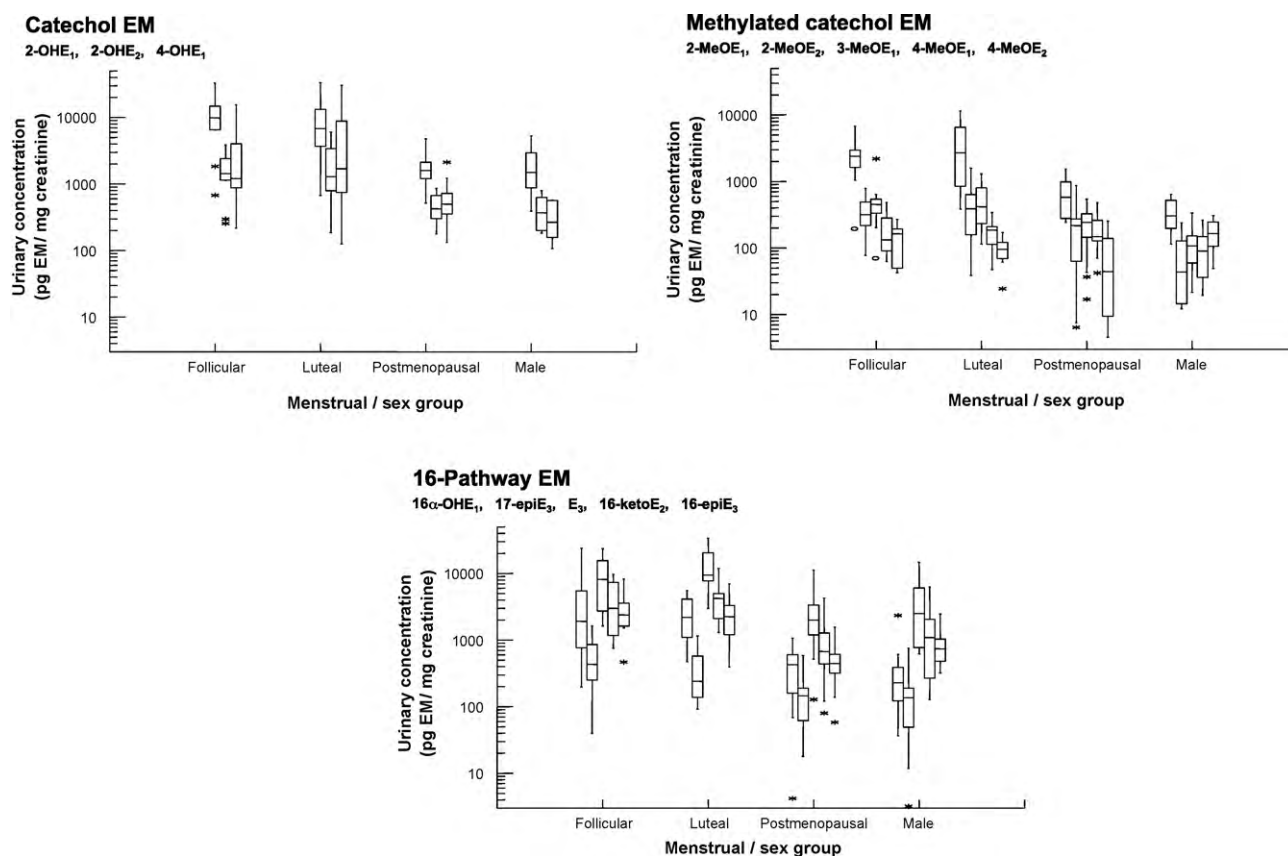 Catechol EM
2-OHE₁, 2-OHE₂, 4-OHE₁
Urinary concentration
(pg EM/ mg creatinine)
10000
1000
100
10
Follicular Luteal Postmenopausal Male
Menstrual / sex group
Methylated catechol EM
2-MeOE₁, 2-MeOE₂, 3-MeOE₁, 4-MeOE₁, 4-MeOE₂
Urinary concentration
(pg EM/ mg creatinine)
10000
1000
100
10
Follicular Luteal Postmenopausal Male
Menstrual / sex group
16-Pathway EM
16α-OHE₁, 17-epiE₃, E₃, 16-ketoE₂, 16-epiE₃
Urinary concentration
(pg EM/ mg creatinine)
10000
1000
100
10
Follicular Luteal Postmenopausal Male
Menstrual / sex group